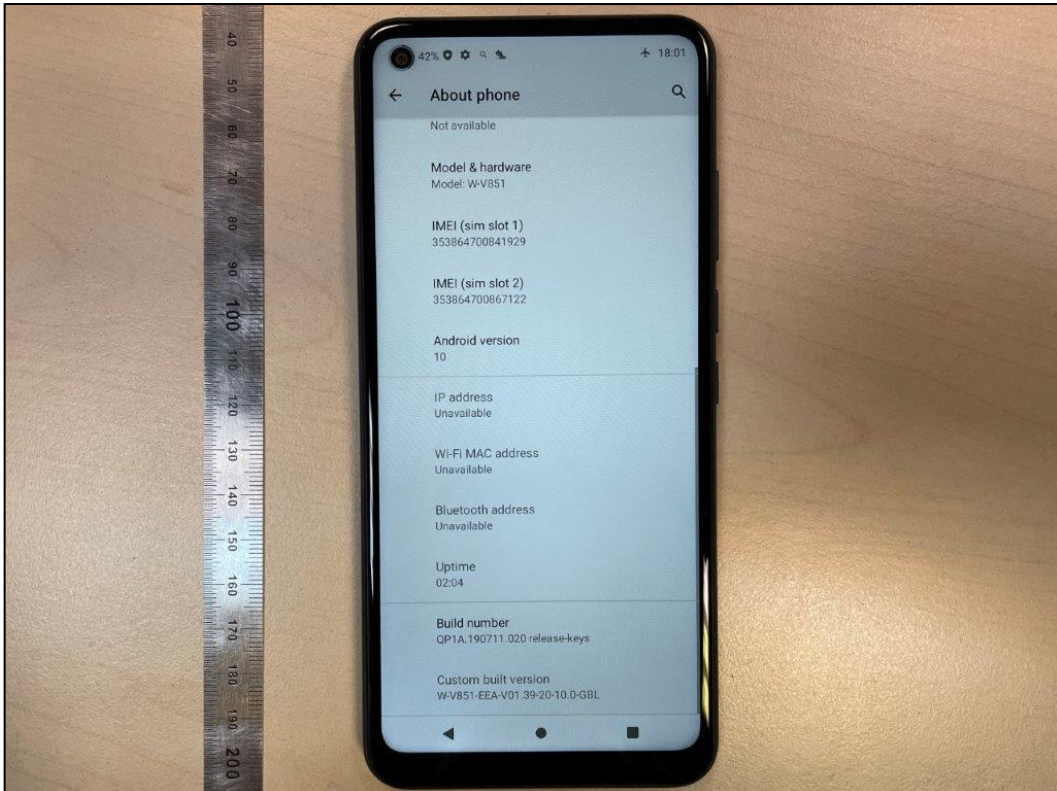 42%
18:01
About phone
Not available
Model & hardware
Model: W-V851
IMEI (sim slot 1)
353864700841929
IMEI (sim slot 2)
353864700867122
Android version
10
IP address
Unavailable
Wi-Fi MAC address
Unavailable
Bluetooth address
Unavailable
Uptime
02:04
Build number
QP1A.190711.020 release-keys
Custom built version
W-V851-EEA-V01.39-20-10.0-GBL
40
50
60
70
80
90
100
110
120
130
140
150
160
170
180
190
200